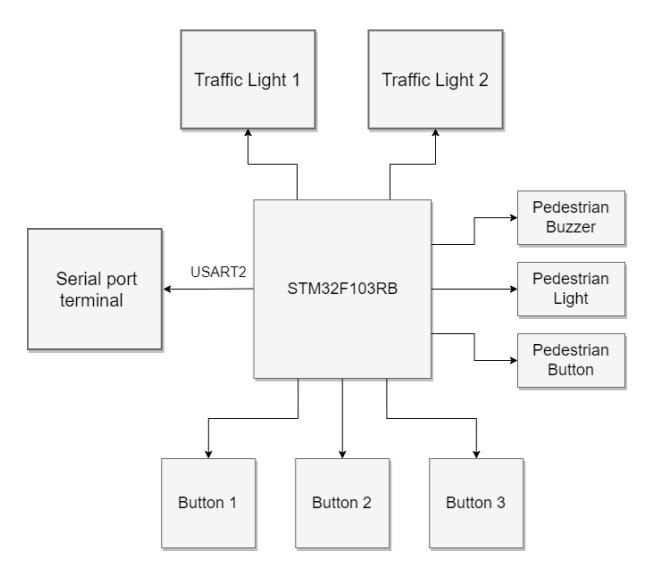 Traffic Light 1
Traffic Light 2
Pedestrian
Buzzer
Serial port
terminal
USART2
STM32F103RB
Pedestrian
Light
Pedestrian
Button
Button 1
Button 2
Button 3